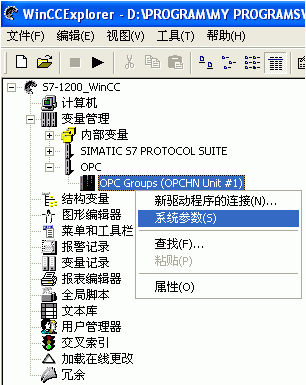 WinCCExplorer - D:\PROGRAM\MY PROGRAMS\
文件(F) 编辑(E) 视图(V) 工具(T) 帮助(H)
S7-1200_WinCC
计算机
变量管理
内部变量
SIMATIC S7 PROTOCOL SUITE
OPC
OPC Groups (OPCHN Unit #1)
结构变量
新驱动程序的连接(N)...
图形编辑器
系统参数(S)
菜单和工具栏
报警记录
查找(F)...
变量记录
粘贴(P)
报表编辑器
全局脚本
属性(O)
文本库
用户管理器
交叉索引
加载在线更改
冗余